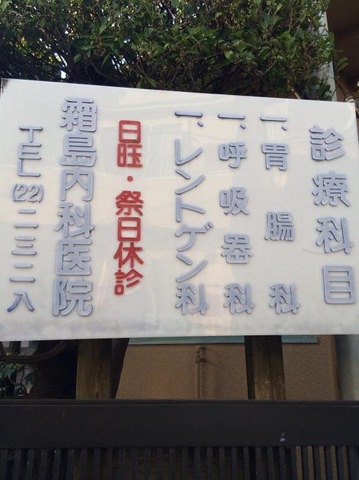 診療科目
一、胃腸科
一、呼吸器科
一、レントゲン科
日旺・祭日休診
霜島内科医院
TEL(22)二三二八